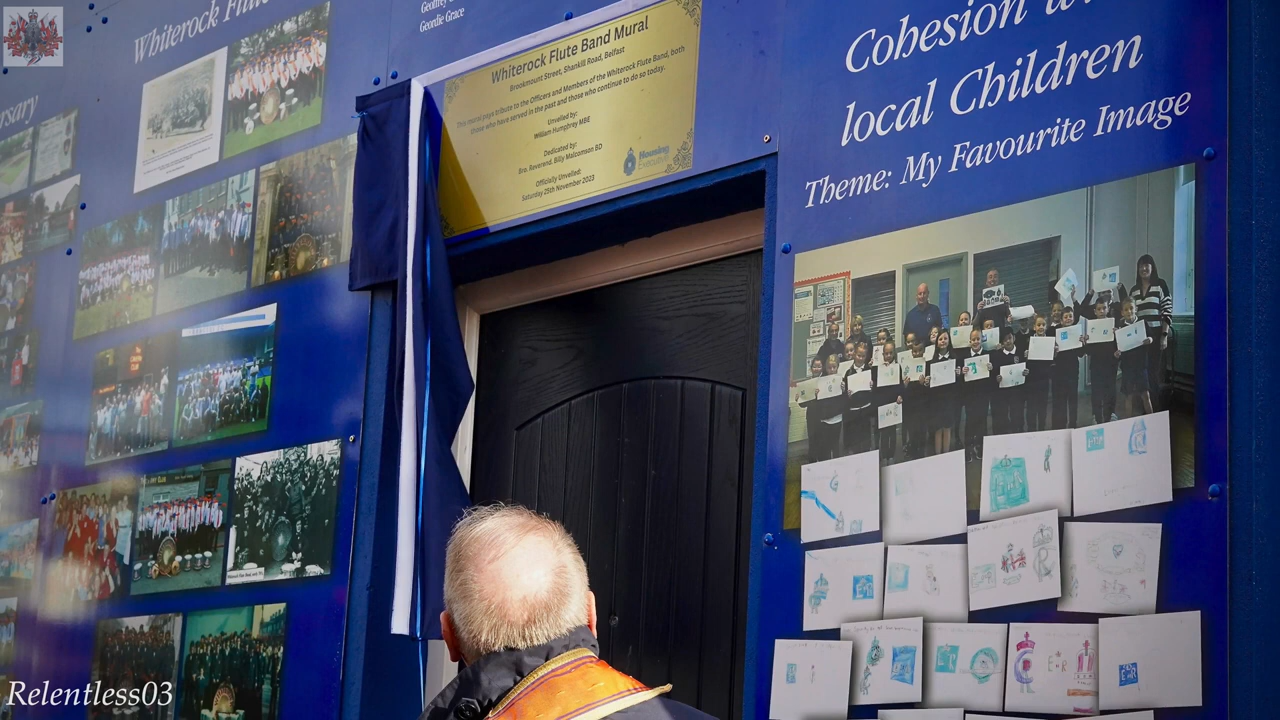 Whiterock Flute
Geordie Grace
Whiterock Flute Band Mural
Brookmount Street, Shankill Road, Belfast
This mural pays tribute to the Officers and Members of the Whiterock Flute Band, both
those who have served in the past and those who continue to do so today.
Unveiled by:
William Humphrey MBE
Dedicated by:
Bro. Reverend. Billy Malcomson BD
Officially Unveiled:
Saturday 25th November 2023
Housing
Executive
Cohesion
local Children
Theme: My Favourite Image
Relentless03